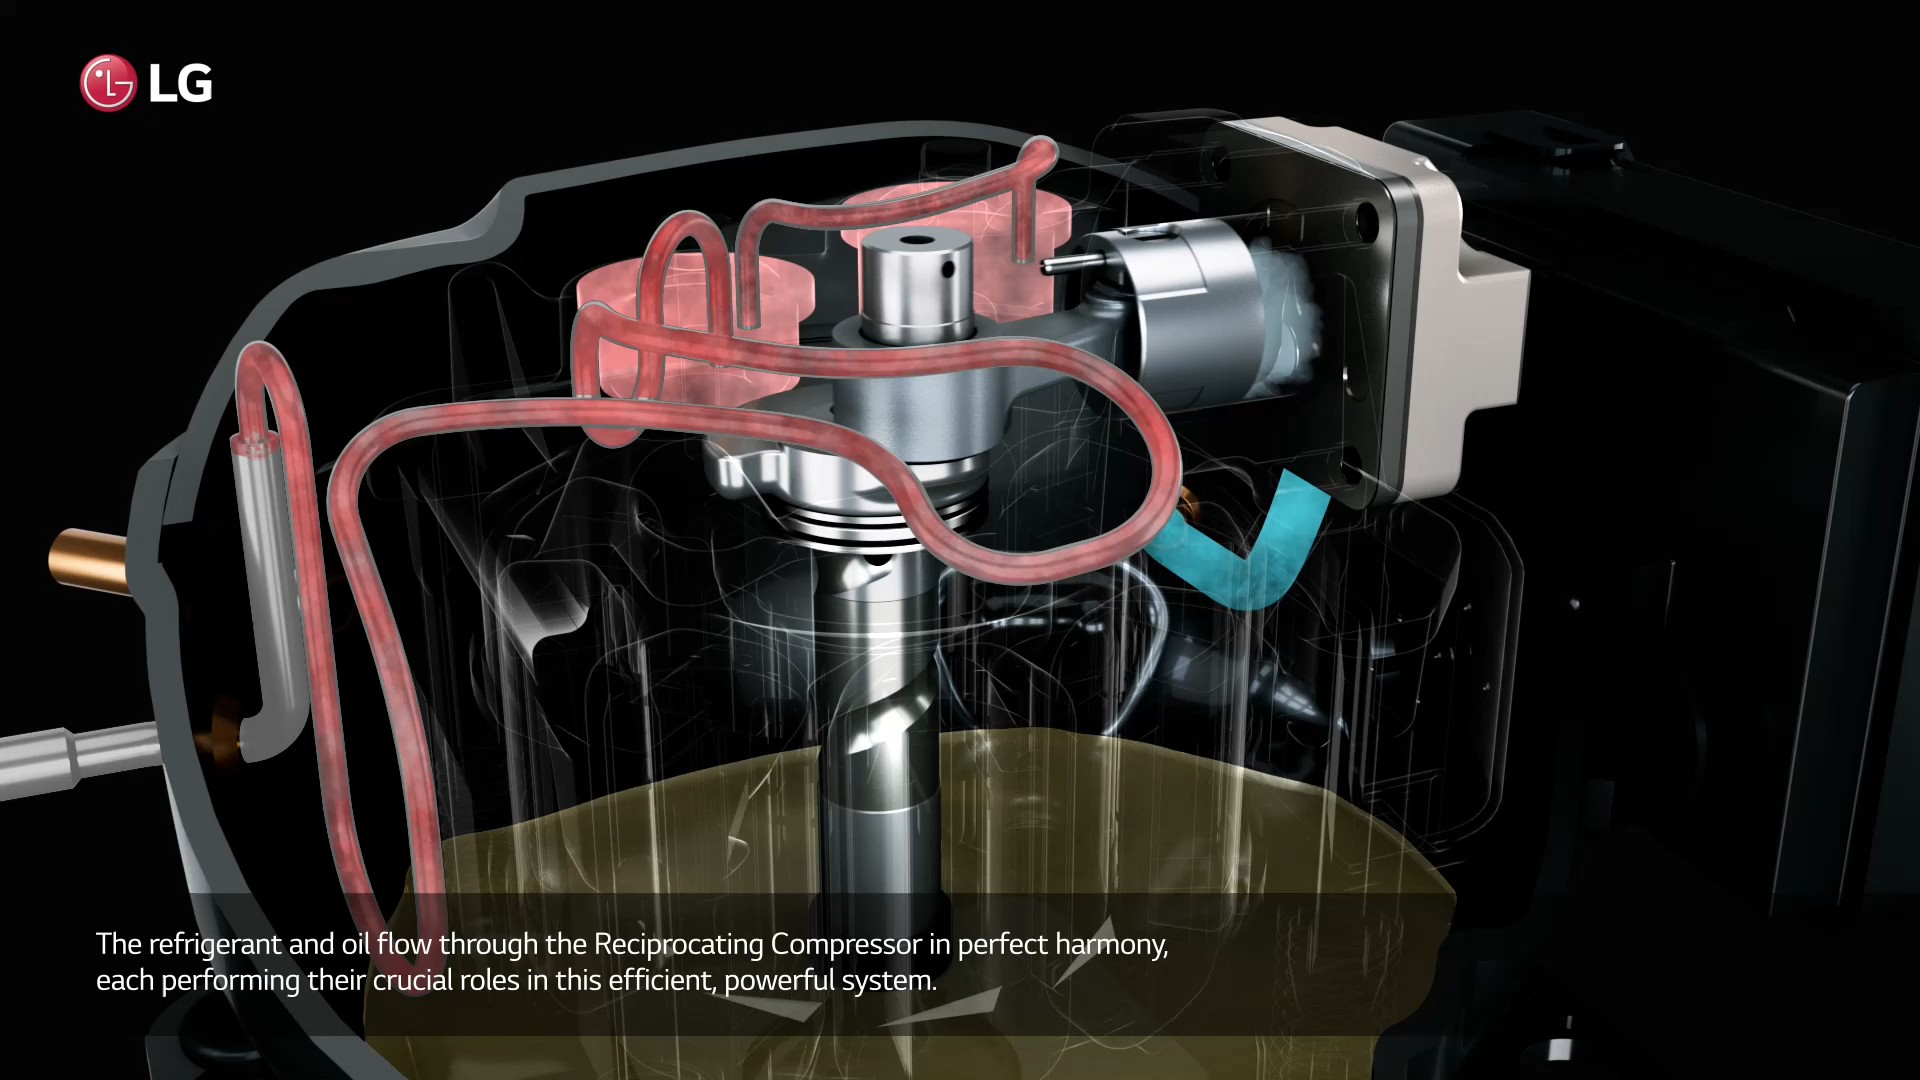 LG
The refrigerant and oil flow through the Reciprocating Compressor in perfect harmony,
each performing their crucial roles in this efficient, powerful system.